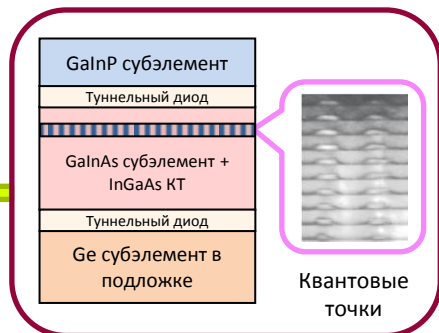 GaInP субэлемент
Туннельный диод
GaInAs субэлемент +
InGaAs КТ
Туннельный диод
Ge субэлемент в
подложке
Квантовые
точки